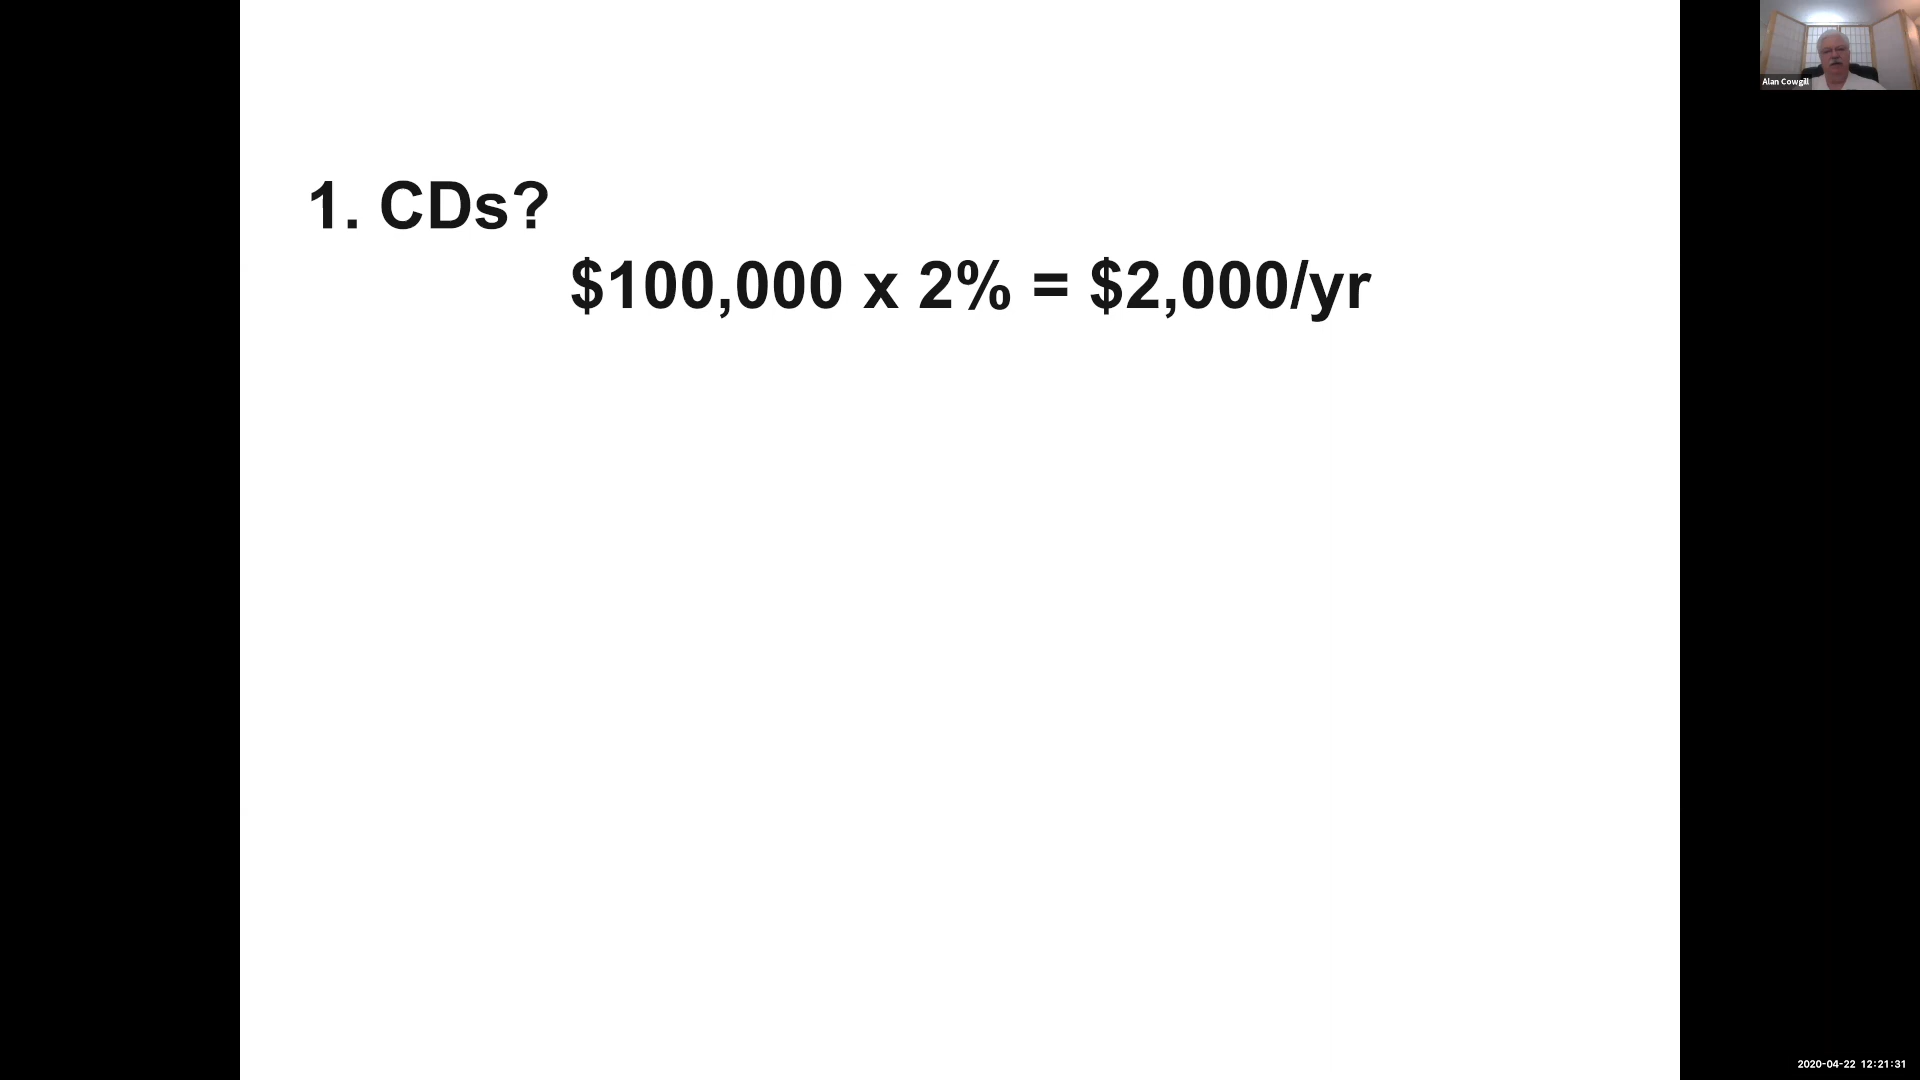 Alan Cowgill
1. CDs?
$100,000 x 2% = $2,000/yr
2020-04-22 12:21:31